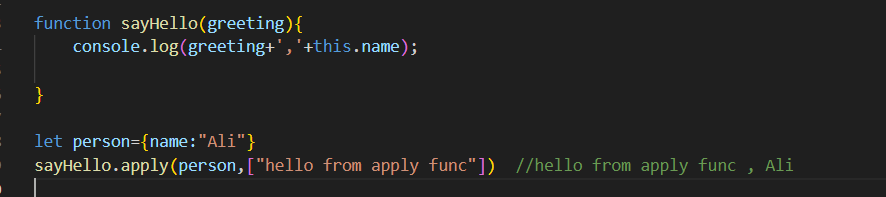 function sayHello(greeting){
    console.log(greeting+','+this.name);
}
let person={name:"Ali"}
sayHello.apply(person,["hello from apply func"])  //hello from apply func , Ali